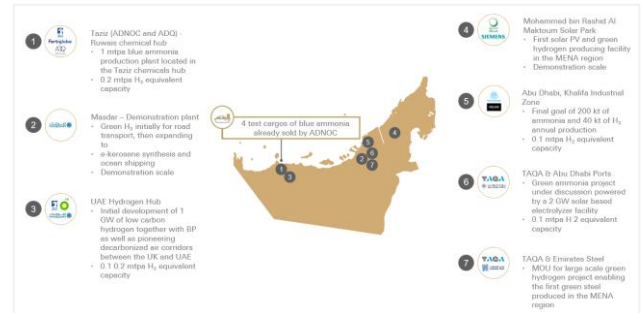 1
Fertiglobe
ADQ
Taziz (ADNOC and ADQ) -
Ruwais chemical hub
• 1 mtpa blue ammonia
production plant located in
the Taziz chemicals hub
• 0.2 mtpa H₂ equivalent
capacity
2
Masdar – Demonstration plant
• Green H₂ initially for road
transport, then expanding
to
• e-kerosene synthesis and
ocean shipping
• Demonstration scale
3
bp
UAE Hydrogen Hub
• Initial development of 1
GW of low carbon
hydrogen together with BP
as well as pioneering
decarbonized air corridors
between the UK and UAE
• 0.1 0.2 mtpa H₂ equivalent
capacity
4 test cargos of blue ammonia
already sold by ADNOC
1
3
5
6
2
7
4
4
SIEMENS
Mohammed bin Rashid Al
Maktoum Solar Park
• First solar PV and green
hydrogen producing facility
in the MENA region
• Demonstration scale
5
Abu Dhabi, Khalifa Industrial
Zone
• Final goal of 200 kt of
ammonia and 40 kt of H₂
annual production
• 0.1 mtpa H₂ equivalent
capacity
6
TAQA
TAQA & Abu Dhabi Ports
• Green ammonia project
under discussion powered
by a 2 GW solar based
electrolyzer facility
• 0.1 mtpa H 2 equivalent
capacity
7
TAQA
TAQA & Emirates Steel
• MOU for large scale green
hydrogen project enabling
the first green steel
produced in the MENA
region